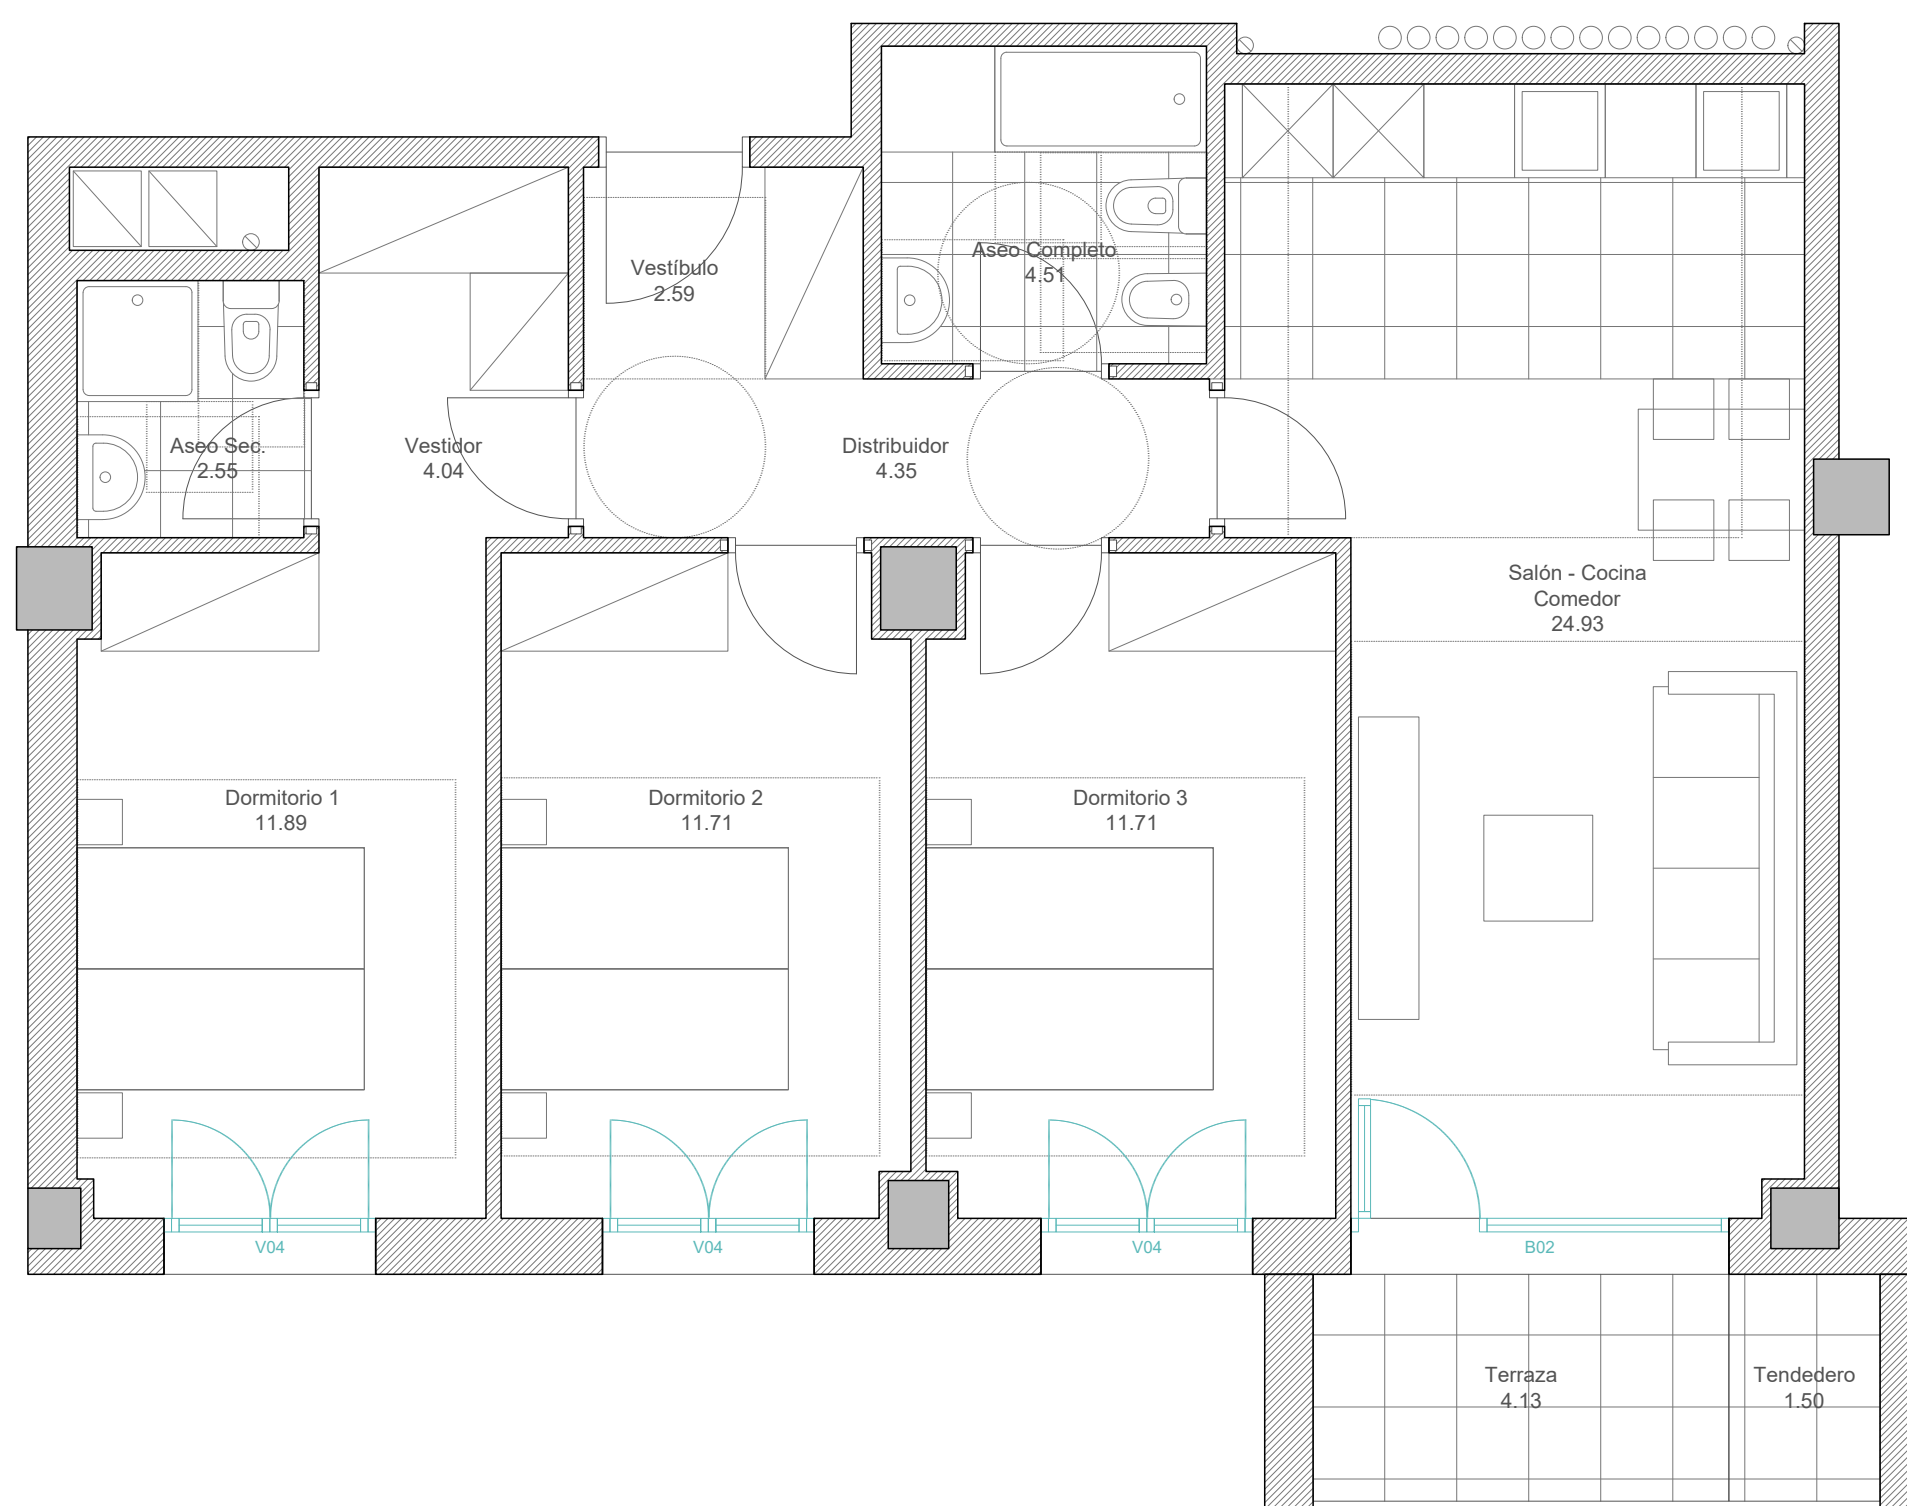 Vestíbulo
2.59
Aseo Completo
4.51
Aseo Sec.
2.55
Vestidor
4.04
Distribuidor
4.35
Salón - Cocina
Comedor
24.93
Dormitorio 1
11.89
Dormitorio 2
11.71
Dormitorio 3
11.71
V04
V04
V04
B02
Terraza
4.13
Tendedero
1.50